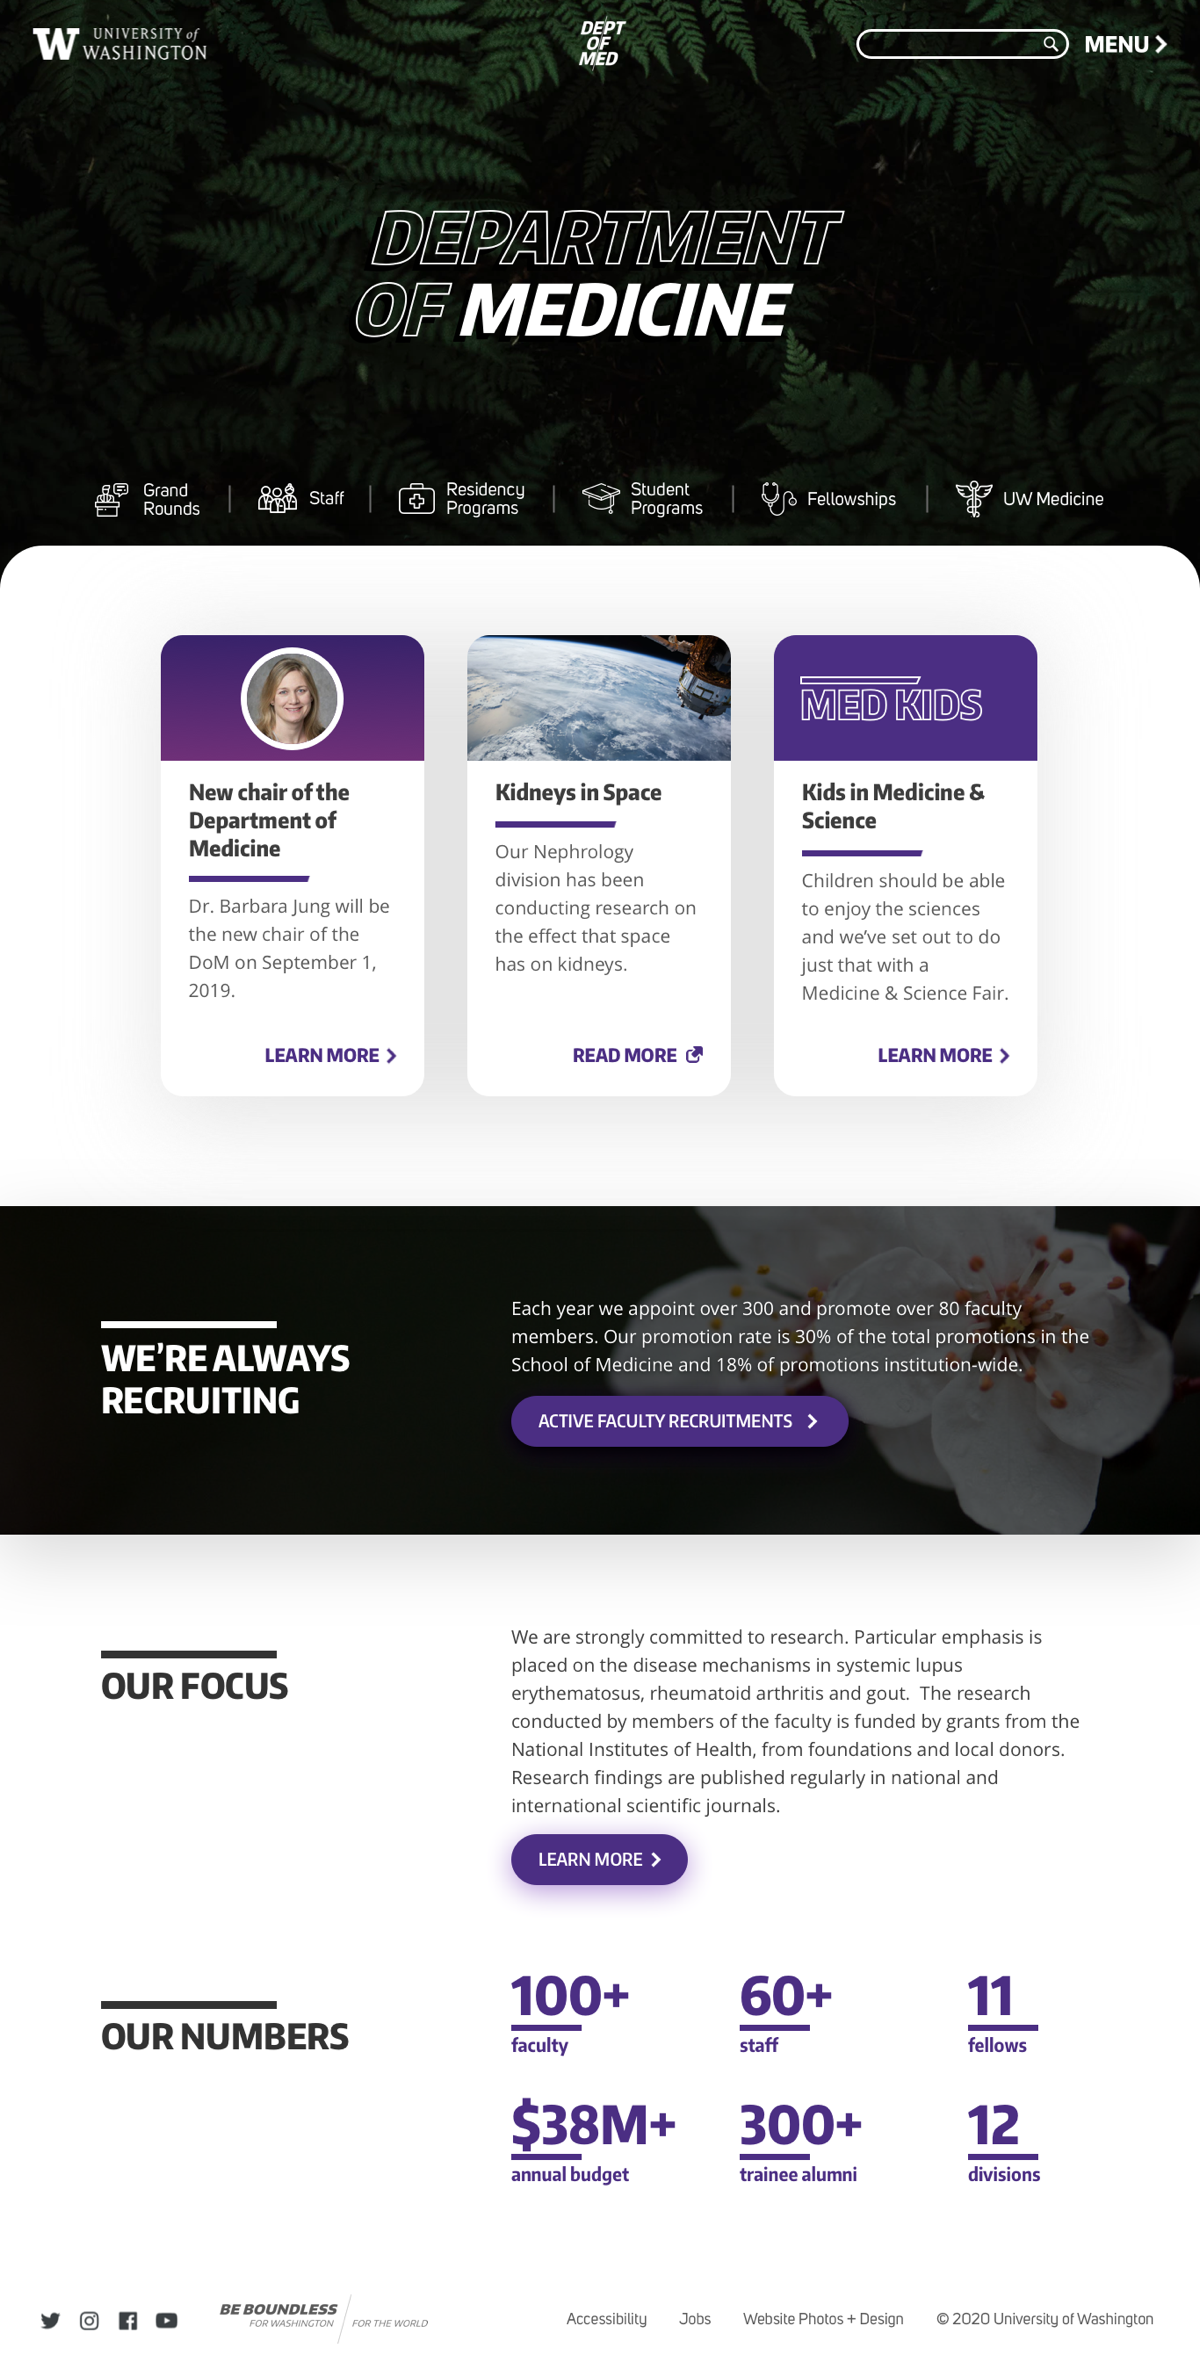 W UNIVERSITY of
WASHINGTON
DEPT
OF
MED
MENU
DEPARTMENT
OF MEDICINE
Grand
Rounds
Staff
Residency
Programs
Student
Programs
Fellowships
UW Medicine
New chair of the
Department of
Medicine
Dr. Barbara Jung will be
the new chair of the
DoM on September 1,
2019.
LEARN MORE
Kidneys in Space
Our Nephrology
division has been
conducting research on
the effect that space
has on kidneys.
READ MORE
MED KIDS
Kids in Medicine &
Science
Children should be able
to enjoy the sciences
and we’ve set out to do
just that with a
Medicine & Science Fair.
LEARN MORE
WE’RE ALWAYS
RECRUITING
Each year we appoint over 300 and promote over 80 faculty
members. Our promotion rate is 30% of the total promotions in the
School of Medicine and 18% of promotions institution-wide.
ACTIVE FACULTY RECRUITMENTS
OUR FOCUS
We are strongly committed to research. Particular emphasis is
placed on the disease mechanisms in systemic lupus
erythematosus, rheumatoid arthritis and gout.  The research
conducted by members of the faculty is funded by grants from the
National Institutes of Health, from foundations and local donors.
Research findings are published regularly in national and
international scientific journals.
LEARN MORE
OUR NUMBERS
100+
faculty
60+
staff
11
fellows
$38M+
annual budget
300+
trainee alumni
12
divisions
BE BOUNDLESS
FOR WASHINGTON FOR THE WORLD
Accessibility Jobs Website Photos + Design © 2020 University of Washington